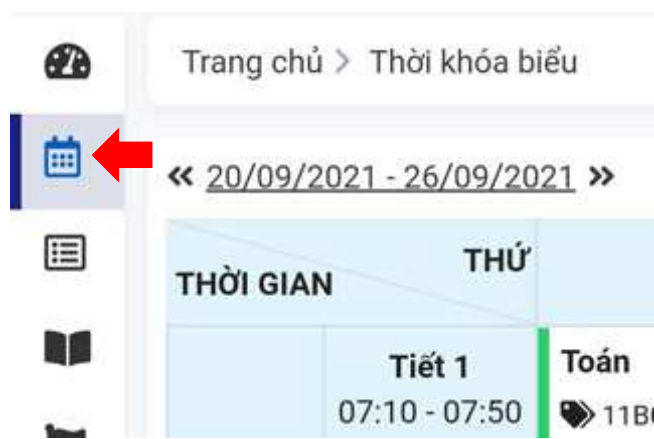 Trang chủ > Thời khóa biểu
« 20/09/2021 - 26/09/2021 »
THỨ
THỜI GIAN
Tiết 1
07:10 - 07:50
Toán